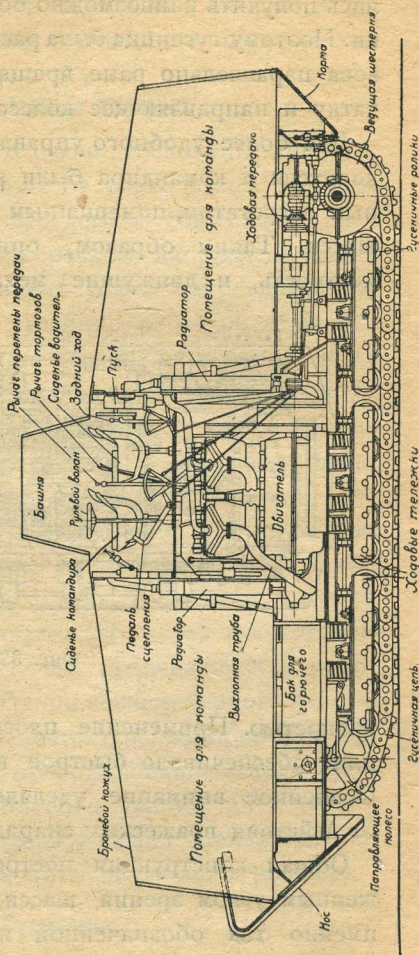 Башня
Рычаг перемены передач
Рычаг тормозов
Сиденье водител..
Задний ход
Рулевой волан
Пуск
Сиденье командира
Педаль
сцепления
Радиатор
Радиатор
Помещение для команды
Помещение для команды
Ходовая передача
Корма
Ведущая шестерня
Броневой кожух
Выхлопная труба
Двигатель
Бак для
горючего
Нос
Направляющее
колесо
Гусеничная цепь.
Ходовые тележки
Гусеничные ролики